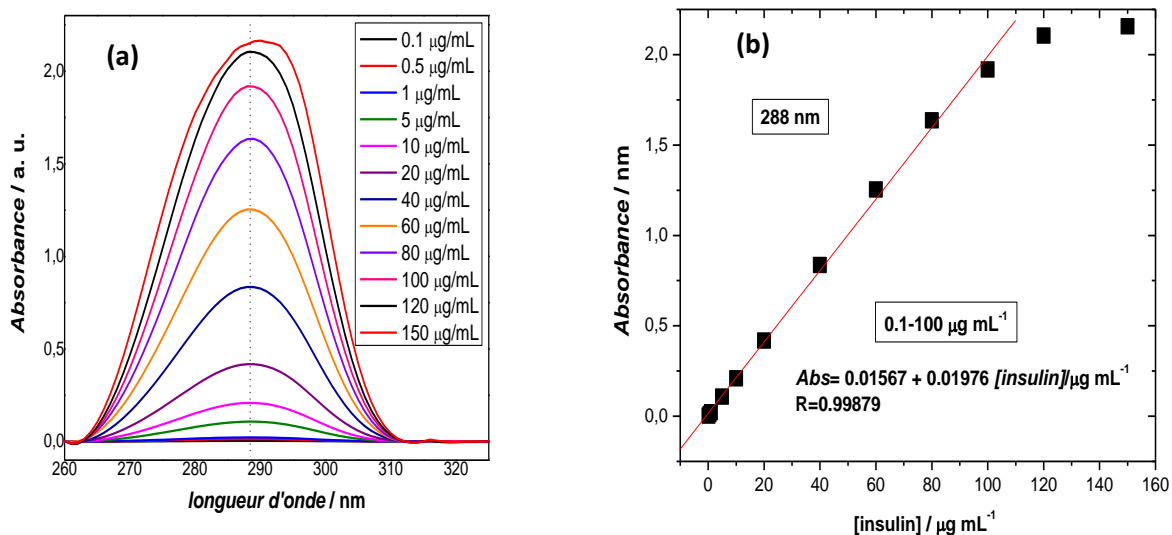 (a)
0.1 μg/mL
0.5 μg/mL
1 μg/mL
5 μg/mL
10 μg/mL
20 μg/mL
40 μg/mL
60 μg/mL
80 μg/mL
100 μg/mL
120 μg/mL
150 μg/mL
Absorbance / a. u.
2,0
1,5
1,0
0,5
0,0
260 270 280 290 300 310 320
longueur d'onde / nm
(b)
288 nm
0.1-100 μg mL⁻¹
Abs= 0.01567 + 0.01976 [insulin]/μg mL⁻¹
R=0.99879
Absorbance / nm
2,0
1,5
1,0
0,5
0,0
0 20 40 60 80 100 120 140 160
[insulin] / μg mL⁻¹